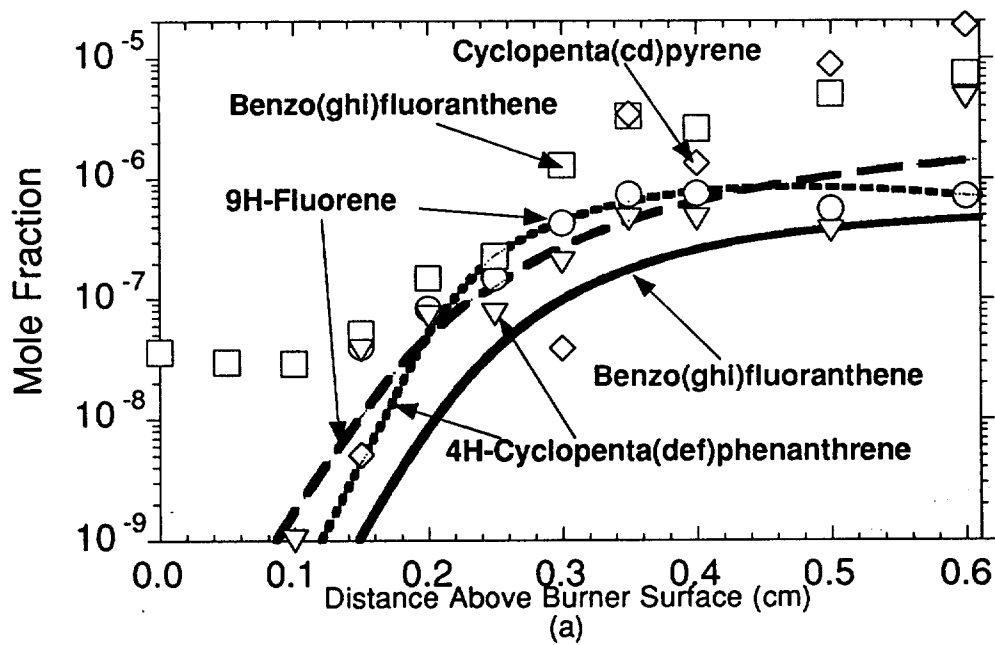 10^-5
Cyclopenta(cd)pyrene
Benzo(ghi)fluoranthene
10^-6
9H-Fluorene
Mole Fraction
10^-7
Benzo(ghi)fluoranthene
10^-8
4H-Cyclopenta(def)phenanthrene
10^-9
0.0 0.1 0.2 0.3 0.4 0.5 0.6
Distance Above Burner Surface (cm)
(a)